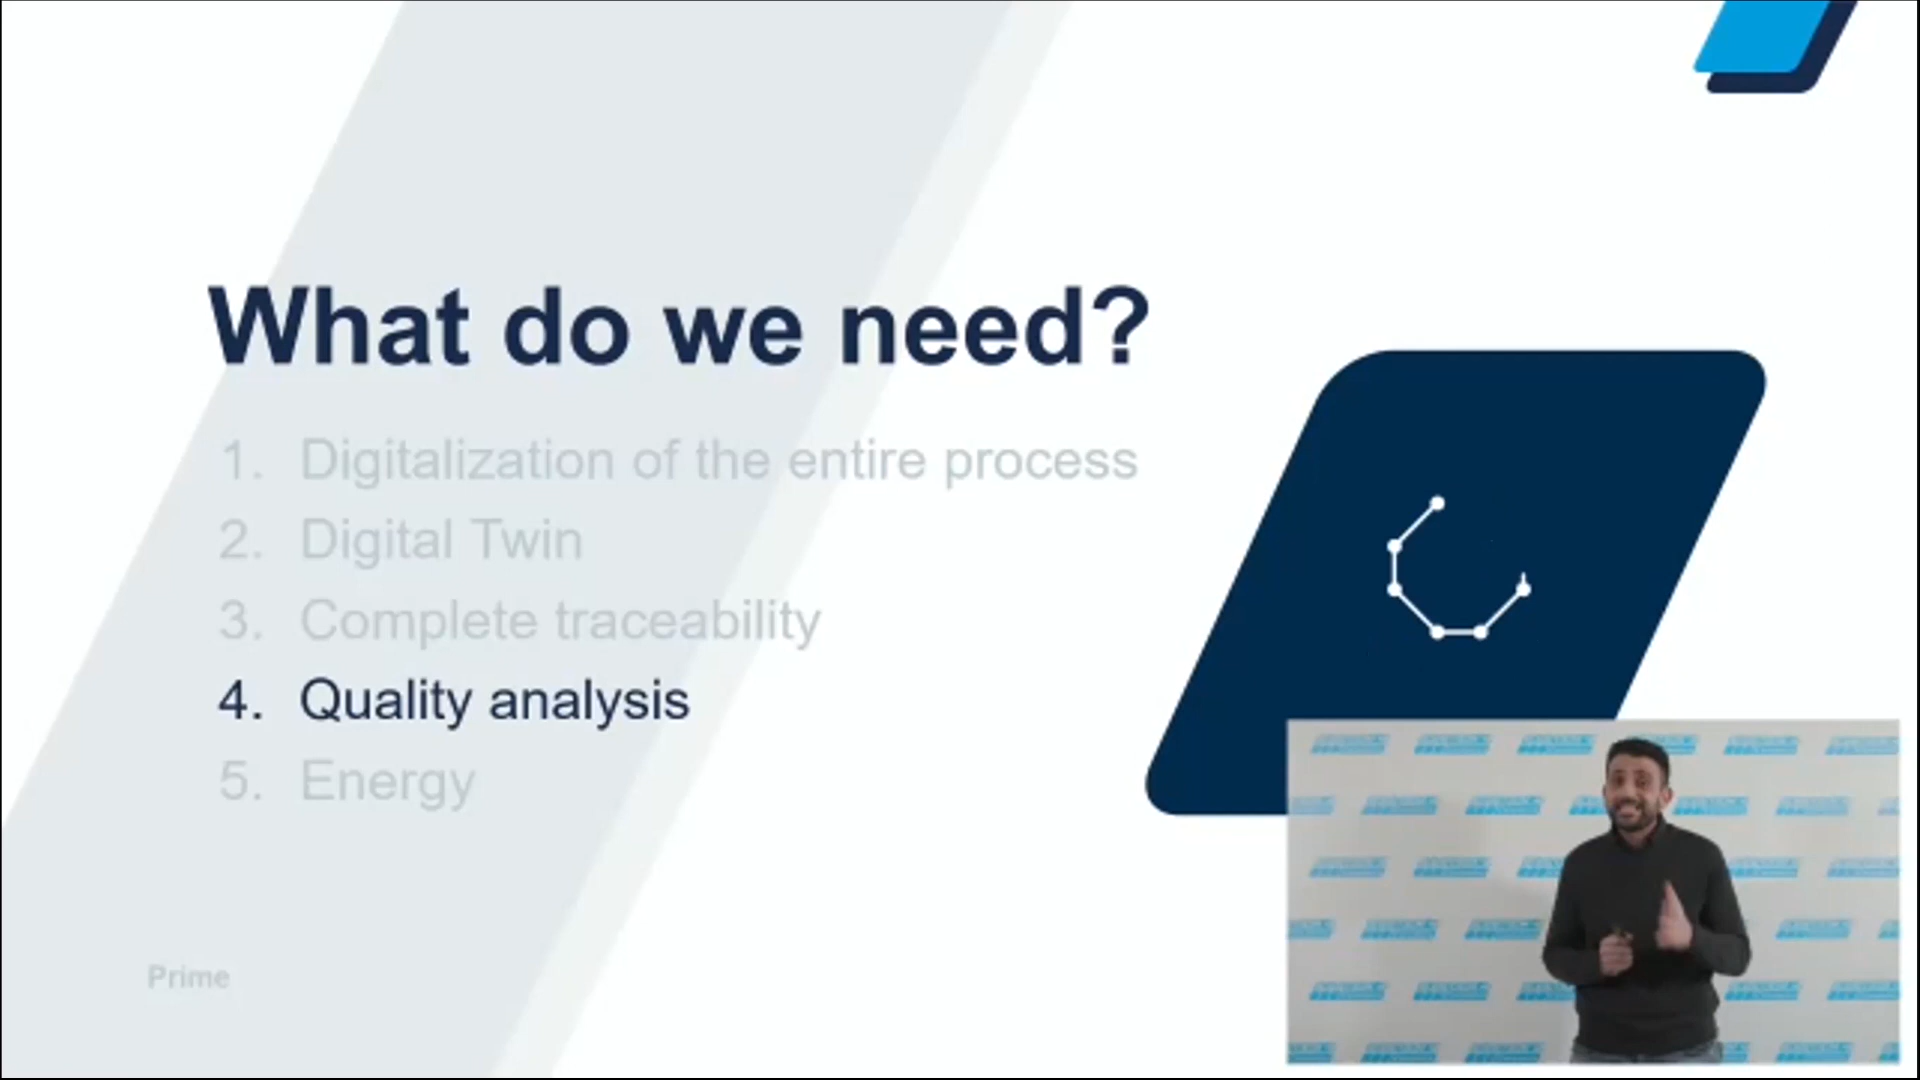 What do we need?
1. Digitalization of the entire process
2. Digital Twin
3. Complete traceability
4. Quality analysis
5. Energy
Prime